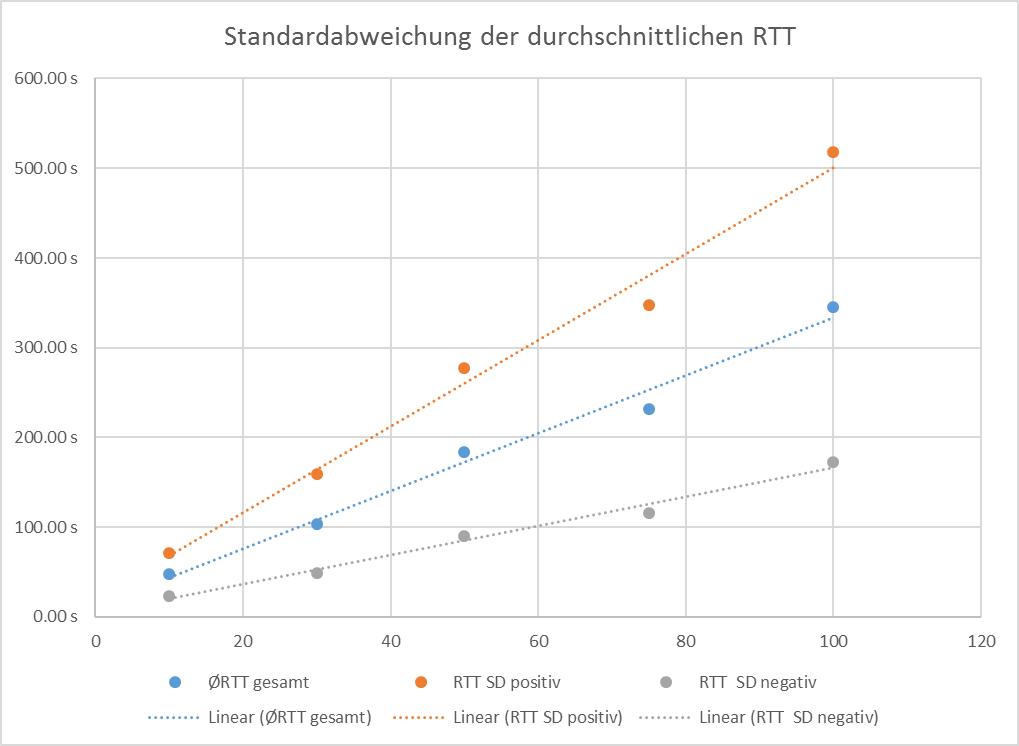 Standardabweichung der durchschnittlichen RTT
600.00 s
500.00 s
400.00 s
300.00 s
200.00 s
100.00 s
0.00 s
0 20 40 60 80 100 120
ØRTT gesamt RTT SD positiv RTT SD negativ
Linear (ØRTT gesamt) Linear (RTT SD positiv) Linear (RTT SD negativ)